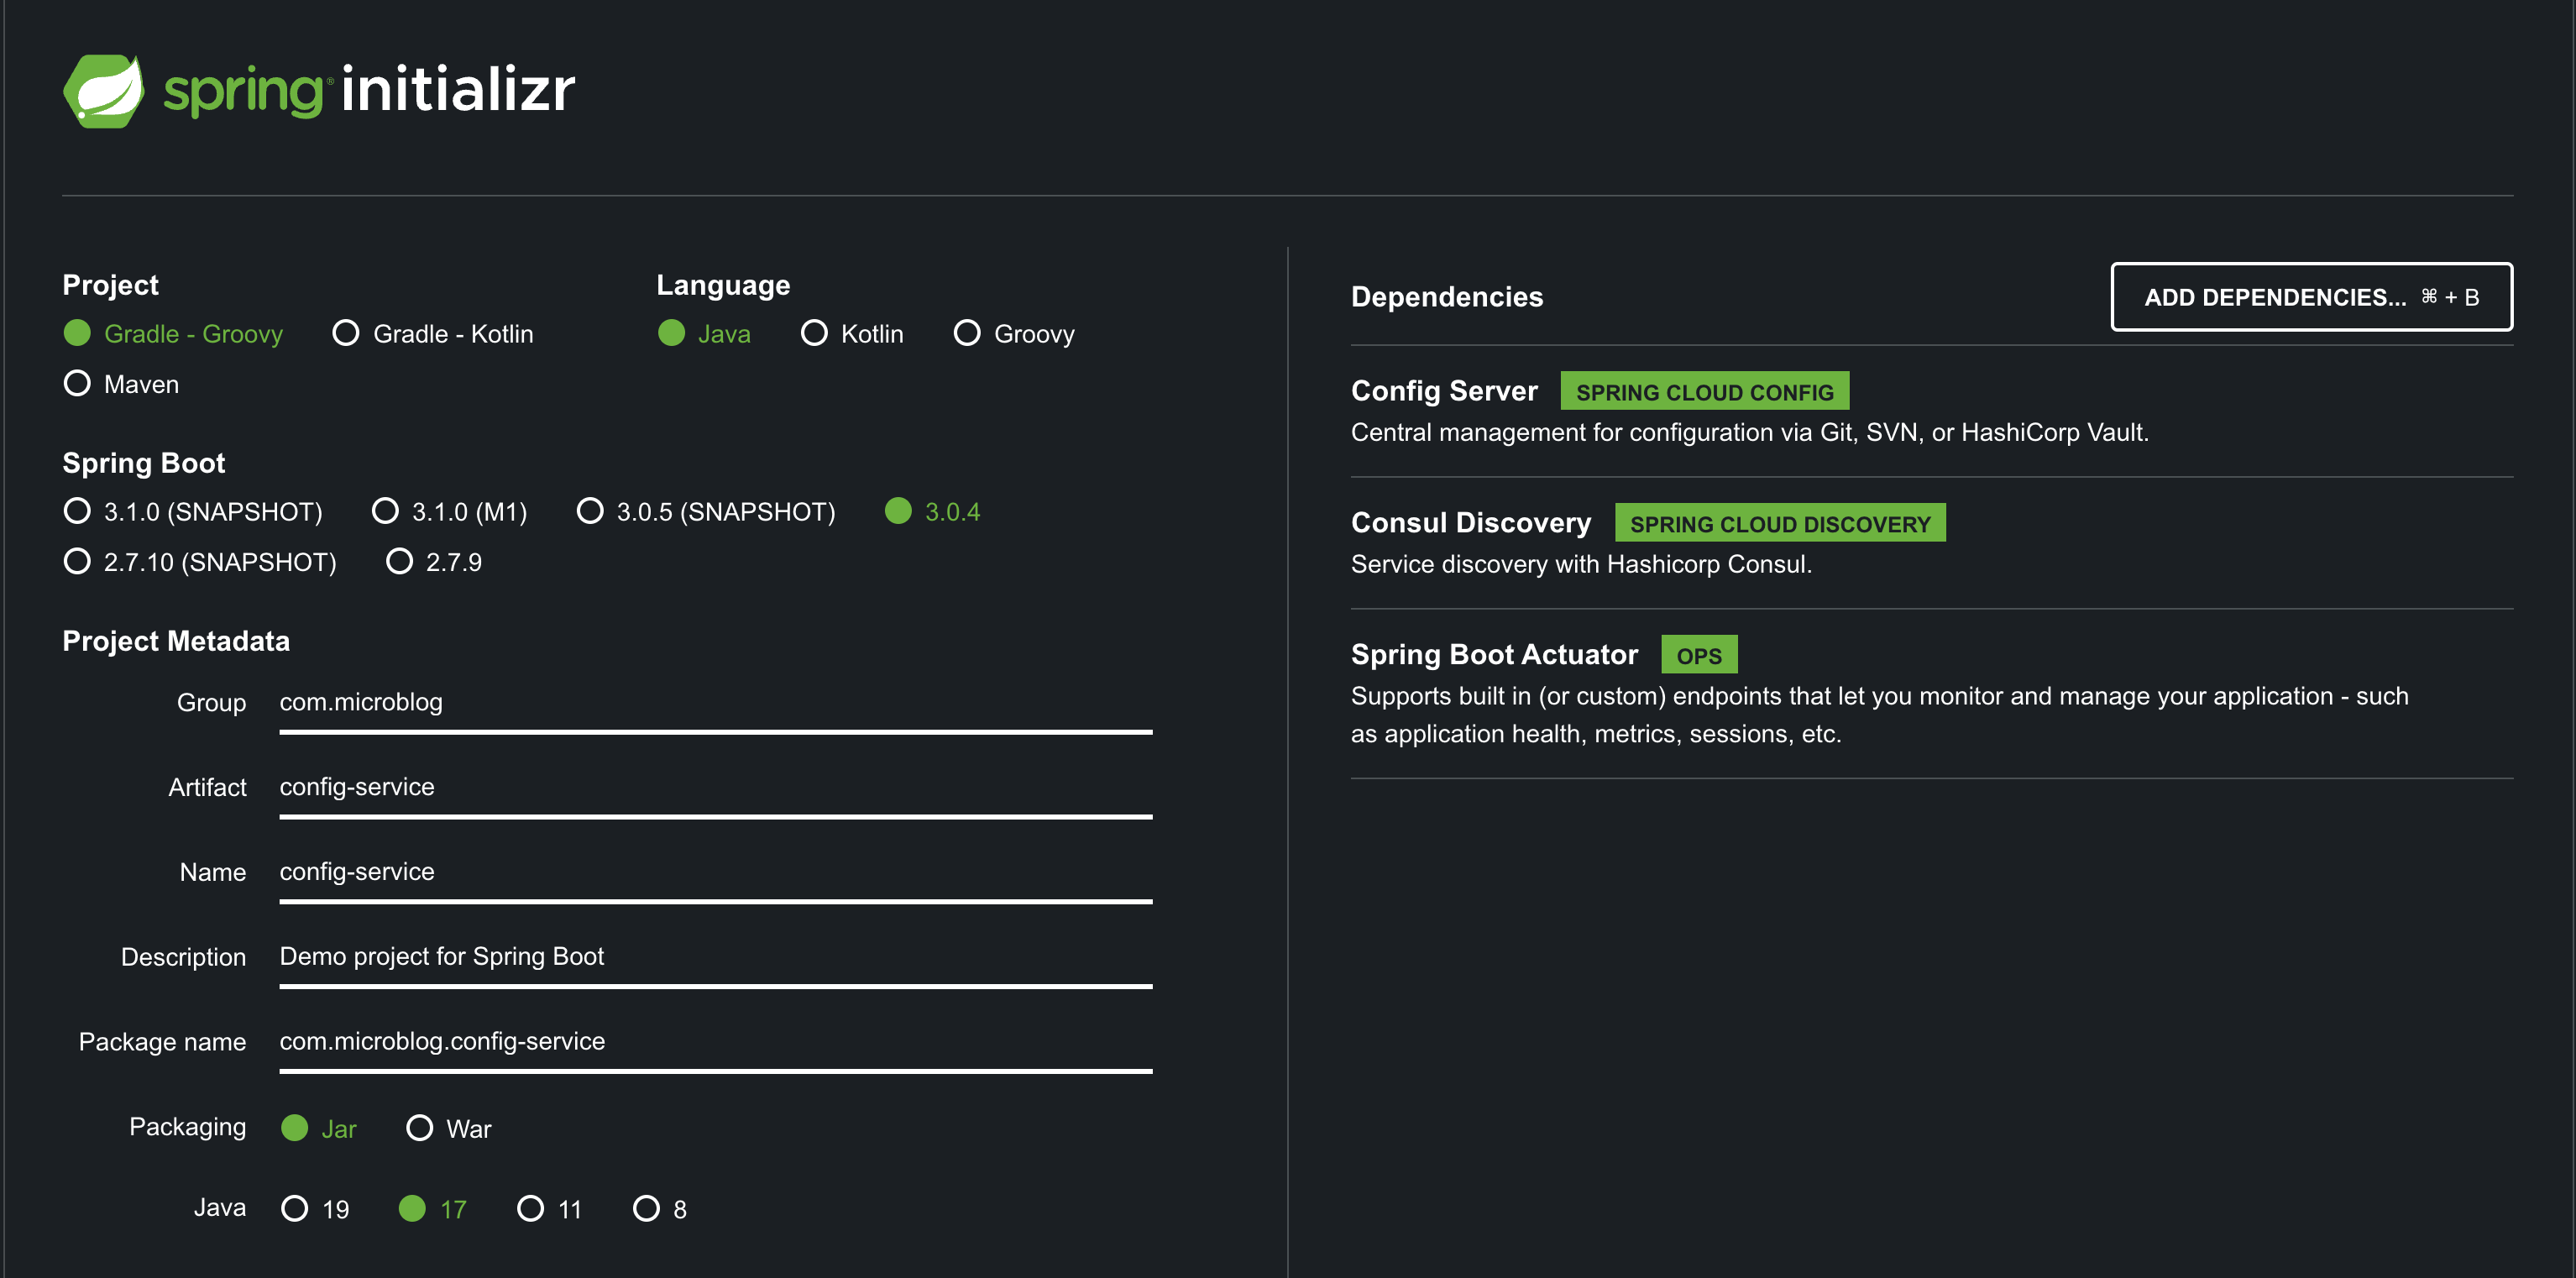 spring® initializr
Project
Gradle - Groovy Gradle - Kotlin
Maven
Language
Java Kotlin Groovy
Spring Boot
3.1.0 (SNAPSHOT) 3.1.0 (M1) 3.0.5 (SNAPSHOT) 3.0.4
2.7.10 (SNAPSHOT) 2.7.9
Project Metadata
Group com.microblog
Artifact config-service
Name config-service
Description Demo project for Spring Boot
Package name com.microblog.config-service
Packaging Jar War
Java 19 17 11 8
Dependencies ADD DEPENDENCIES... ⌘ + B
Config Server SPRING CLOUD CONFIG
Central management for configuration via Git, SVN, or HashiCorp Vault.
Consul Discovery SPRING CLOUD DISCOVERY
Service discovery with Hashicorp Consul.
Spring Boot Actuator OPS
Supports built in (or custom) endpoints that let you monitor and manage your application - such
as application health, metrics, sessions, etc.